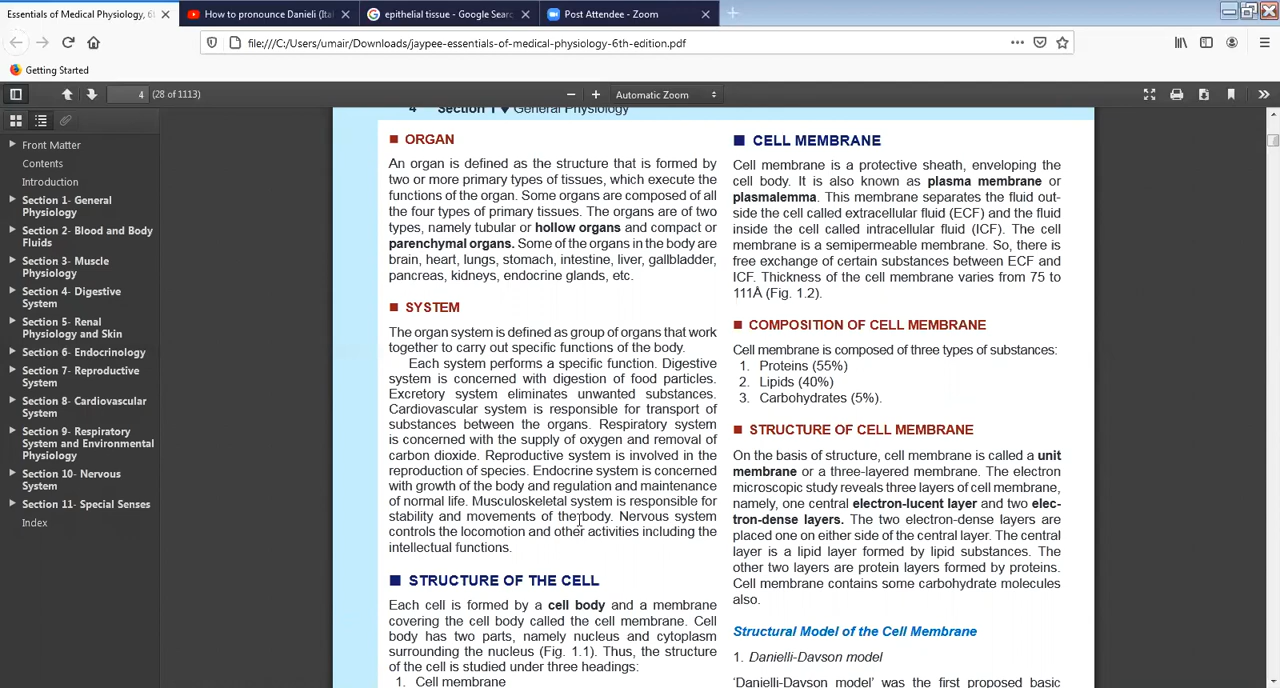 Essentials of Medical Physiology, 6
How to pronounce Danieli (Ita
epithelial tissue - Google Sear
Post Attendee - Zoom
file:///C:/Users/umair/Downloads/jaypee-essentials-of-medical-physiology-6th-edition.pdf
Getting Started
4 (28 of 1113)
Automatic Zoom
Front Matter
Contents
Introduction
Section 1- General
Physiology
Section 2- Blood and Body
Fluids
Section 3- Muscle
Physiology
Section 4- Digestive
System
Section 5- Renal
Physiology and Skin
Section 6- Endocrinology
Section 7- Reproductive
System
Section 8- Cardiovascular
System
Section 9- Respiratory
System and Environmental
Physiology
Section 10- Nervous
System
Section 11- Special Senses
Index
4 Section 1 ♥ General Physiology
■ ORGAN
An organ is defined as the structure that is formed by
two or more primary types of tissues, which execute the
functions of the organ. Some organs are composed of all
the four types of primary tissues. The organs are of two
types, namely tubular or hollow organs and compact or
parenchymal organs. Some of the organs in the body are
brain, heart, lungs, stomach, intestine, liver, gallbladder,
pancreas, kidneys, endocrine glands, etc.
■ SYSTEM
The organ system is defined as group of organs that work
together to carry out specific functions of the body.
Each system performs a specific function. Digestive
system is concerned with digestion of food particles.
Excretory system eliminates unwanted substances.
Cardiovascular system is responsible for transport of
substances between the organs. Respiratory system
is concerned with the supply of oxygen and removal of
carbon dioxide. Reproductive system is involved in the
reproduction of species. Endocrine system is concerned
with growth of the body and regulation and maintenance
of normal life. Musculoskeletal system is responsible for
stability and movements of the body. Nervous system
controls the locomotion and other activities including the
intellectual functions.
■ STRUCTURE OF THE CELL
Each cell is formed by a cell body and a membrane
covering the cell body called the cell membrane. Cell
body has two parts, namely nucleus and cytoplasm
surrounding the nucleus (Fig. 1.1). Thus, the structure
of the cell is studied under three headings:
1. Cell membrane
■ CELL MEMBRANE
Cell membrane is a protective sheath, enveloping the
cell body. It is also known as plasma membrane or
plasmalemma. This membrane separates the fluid out-
side the cell called extracellular fluid (ECF) and the fluid
inside the cell called intracellular fluid (ICF). The cell
membrane is a semipermeable membrane. So, there is
free exchange of certain substances between ECF and
ICF. Thickness of the cell membrane varies from 75 to
111Å (Fig. 1.2).
■ COMPOSITION OF CELL MEMBRANE
Cell membrane is composed of three types of substances:
1. Proteins (55%)
2. Lipids (40%)
3. Carbohydrates (5%).
■ STRUCTURE OF CELL MEMBRANE
On the basis of structure, cell membrane is called a unit
membrane or a three-layered membrane. The electron
microscopic study reveals three layers of cell membrane,
namely, one central electron-lucent layer and two elec-
tron-dense layers. The two electron-dense layers are
placed one on either side of the central layer. The central
layer is a lipid layer formed by lipid substances. The
other two layers are protein layers formed by proteins.
Cell membrane contains some carbohydrate molecules
also.
Structural Model of the Cell Membrane
1. Danielli-Davson model
'Danielli-Davson model' was the first proposed basic